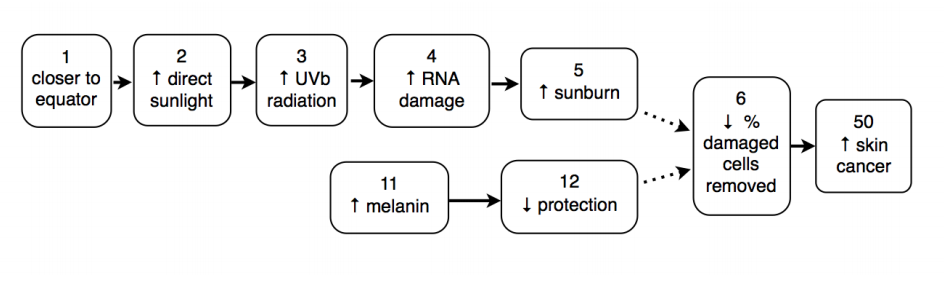 1
closer to
equator
2
↑ direct
sunlight
3
↑ UVb
radiation
4
↑ RNA
damage
5
↑ sunburn
6
↓ %
damaged
cells
removed
50
↑ skin
cancer
11
↑ melanin
12
↓ protection